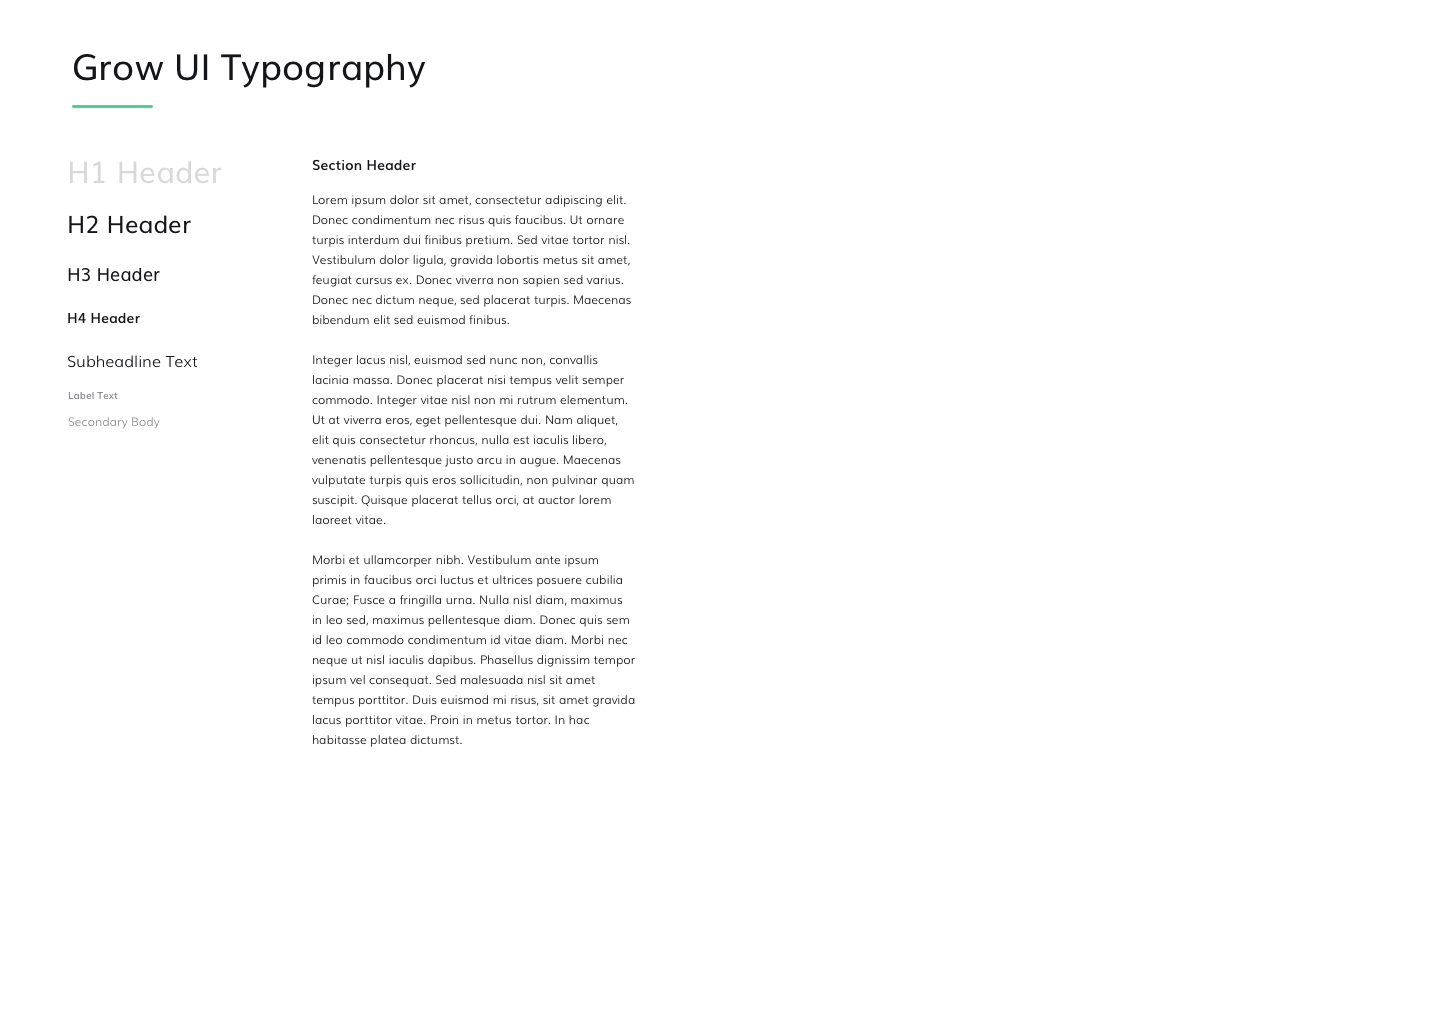 Grow UI Typography
H1 Header
H2 Header
H3 Header
H4 Header
Subheadline Text
Label Text
Secondary Body
Section Header
Lorem ipsum dolor sit amet, consectetur adipiscing elit.
Donec condimentum nec risus quis faucibus. Ut ornare
turpis interdum dui finibus pretium. Sed vitae tortor nisl.
Vestibulum dolor ligula, gravida lobortis metus sit amet,
feugiat cursus ex. Donec viverra non sapien sed varius.
Donec nec dictum neque, sed placerat turpis. Maecenas
bibendum elit sed euismod finibus.
Integer lacus nisl, euismod sed nunc non, convallis
lacinia massa. Donec placerat nisi tempus velit semper
commodo. Integer vitae nisl non mi rutrum elementum.
Ut at viverra eros, eget pellentesque dui. Nam aliquet,
elit quis consectetur rhoncus, nulla est iaculis libero,
venenatis pellentesque justo arcu in augue. Maecenas
vulputate turpis quis eros sollicitudin, non pulvinar quam
suscipit. Quisque placerat tellus orci, at auctor lorem
laoreet vitae.
Morbi et ullamcorper nibh. Vestibulum ante ipsum
primis in faucibus orci luctus et ultrices posuere cubilia
Curae; Fusce a fringilla urna. Nulla nisl diam, maximus
in leo sed, maximus pellentesque diam. Donec quis sem
id leo commodo condimentum id vitae diam. Morbi nec
neque ut nisl iaculis dapibus. Phasellus dignissim tempor
ipsum vel consequat. Sed malesuada nisl sit amet
tempus porttitor. Duis euismod mi risus, sit amet gravida
lacus porttitor vitae. Proin in metus tortor. In hac
habitasse platea dictumst.